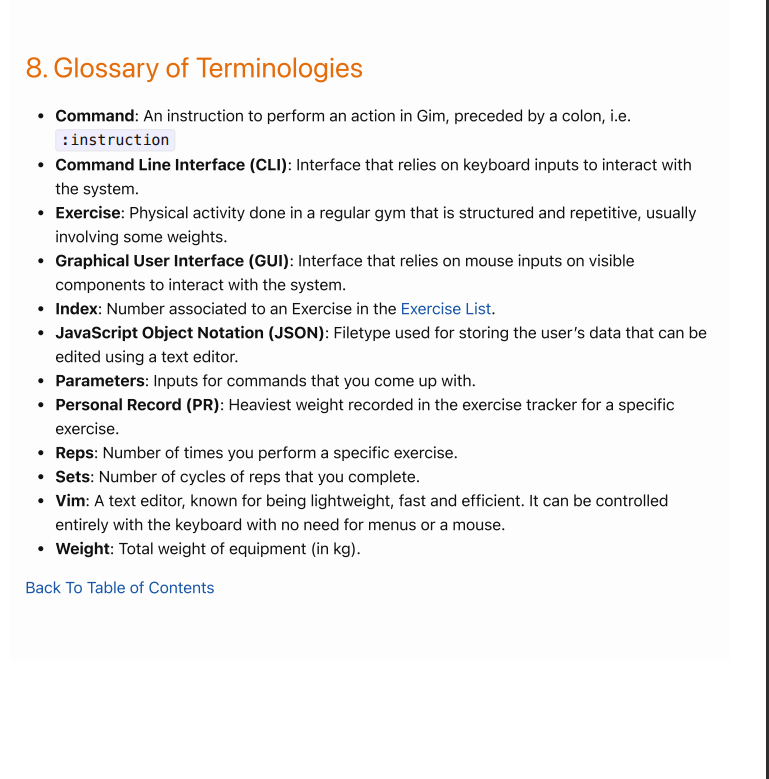 8. Glossary of Terminologies
• Command: An instruction to perform an action in Gim, preceded by a colon, i.e.
:instruction
• Command Line Interface (CLI): Interface that relies on keyboard inputs to interact with
the system.
• Exercise: Physical activity done in a regular gym that is structured and repetitive, usually
involving some weights.
• Graphical User Interface (GUI): Interface that relies on mouse inputs on visible
components to interact with the system.
• Index: Number associated to an Exercise in the Exercise List.
• JavaScript Object Notation (JSON): Filetype used for storing the user’s data that can be
edited using a text editor.
• Parameters: Inputs for commands that you come up with.
• Personal Record (PR): Heaviest weight recorded in the exercise tracker for a specific
exercise.
• Reps: Number of times you perform a specific exercise.
• Sets: Number of cycles of reps that you complete.
• Vim: A text editor, known for being lightweight, fast and efficient. It can be controlled
entirely with the keyboard with no need for menus or a mouse.
• Weight: Total weight of equipment (in kg).
Back To Table of Contents